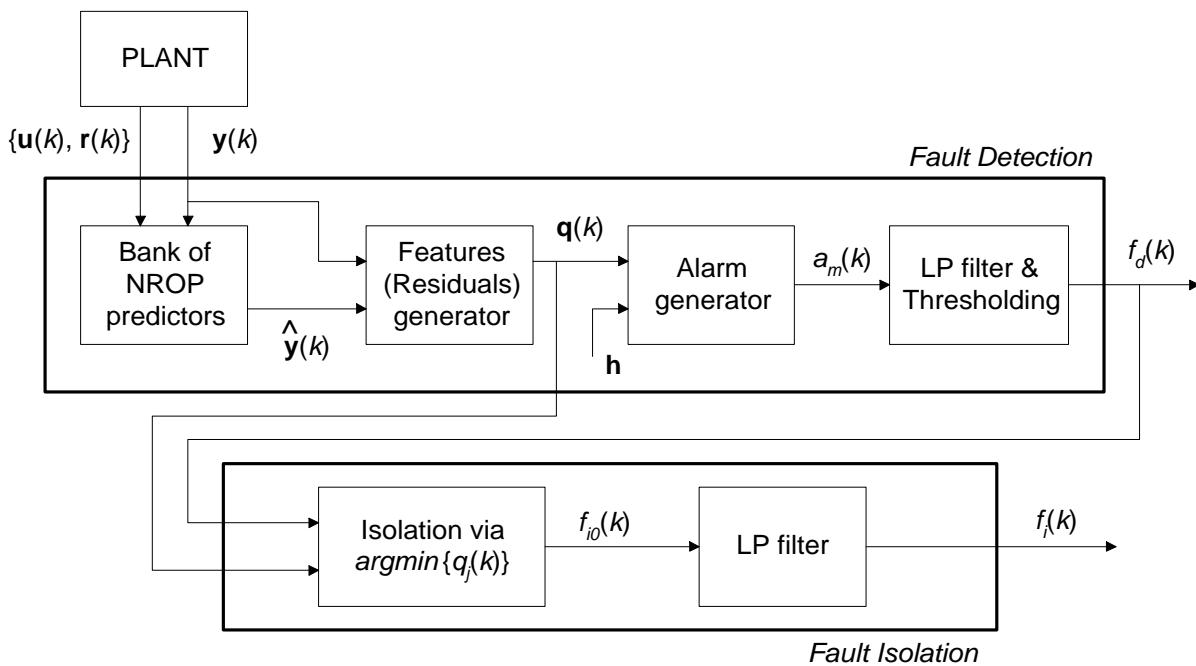 PLANT
{u(k), r(k)}
y(k)
Fault Detection
Bank of
NROP
predictors
ŷ(k)
Features
(Residuals)
generator
q(k)
h
Alarm
generator
a_m(k)
LP filter &
Thresholding
f_d(k)
Isolation via
argmin{q_j(k)}
f_i0(k)
LP filter
f_i(k)
Fault Isolation